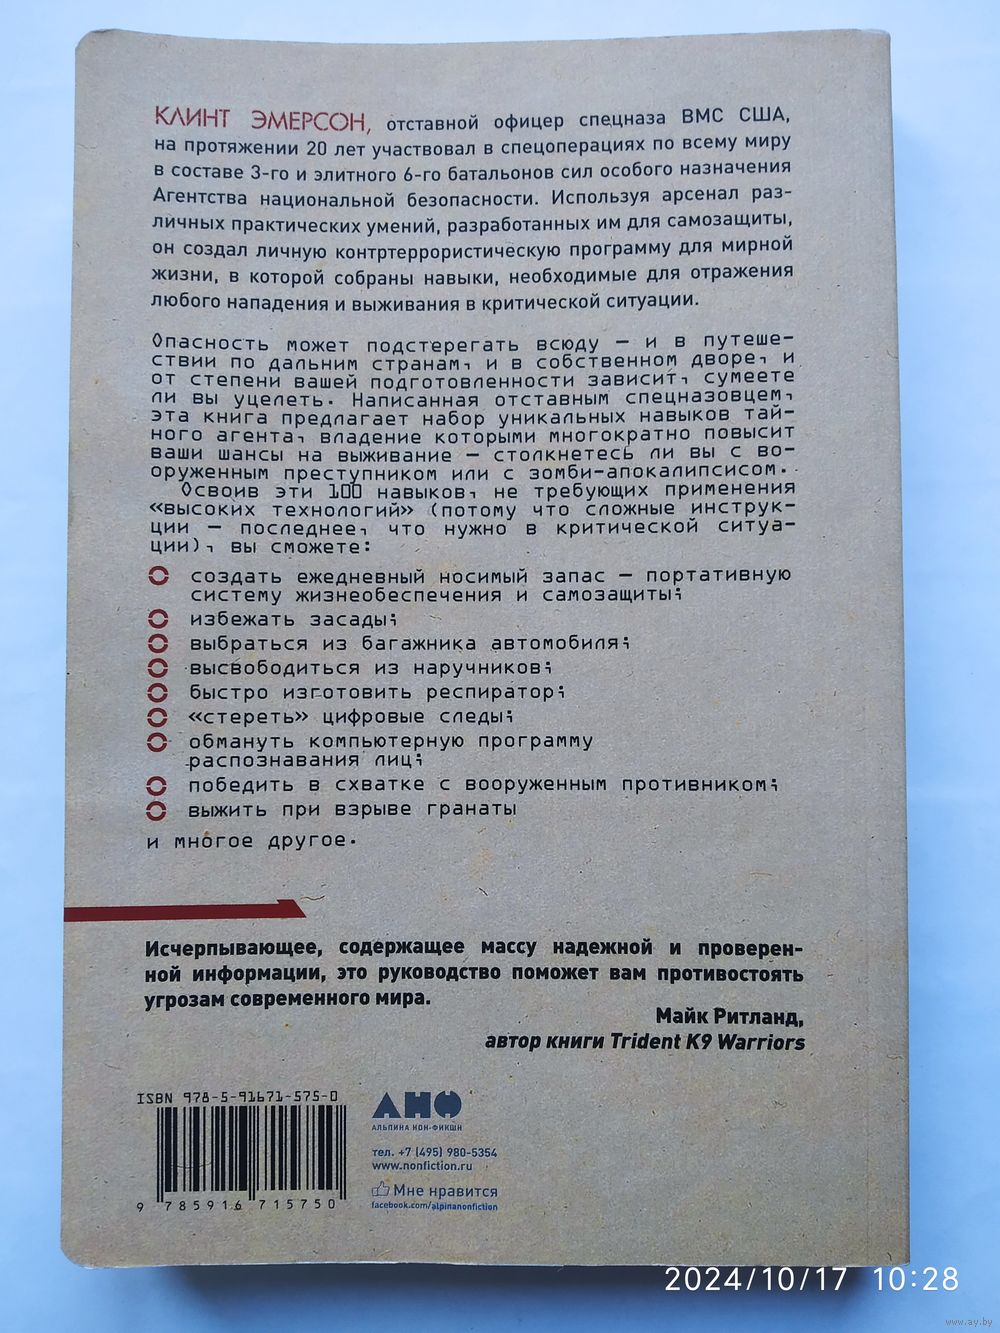 КЛИНТ ЭМЕРСОН, отставной офицер спецназа ВМС США,
на протяжении 20 лет участвовал в спецоперациях по всему миру
в составе 3-го и элитного 6-го батальонов сил особого назначения
Агентства национальной безопасности. Используя арсенал раз-
личных практических умений, разработанных им для самозащиты,
он создал личную контртеррористическую программу для мирной
жизни, в которой собраны навыки, необходимые для отражения
любого нападения и выживания в критической ситуации.
Опасность может подстерегать всюду — и в путеше-
ствии по дальним странам, и в собственном дворе, и
от степени вашей подготовленности зависит, сумеете
ли вы уцелеть. Написанная отставным спецназовцем,
эта книга предлагает набор уникальных навыков тай-
ного агента, владение которыми многократно повысит
ваши шансы на выживание — столкнетесь ли вы с во-
оруженным преступником или с зомби-апокалипсисом.
Освоив эти 100 навыков, не требующих применения
«высоких технологий» (потому что сложные инструк-
ции — последнее, что нужно в критической ситуа-
ции), вы сможете:
создать ежедневный носимый запас — портативную
систему жизнеобеспечения и самозащиты;
избежать засады;
выбраться из багажника автомобиля;
высвободиться из наручников;
быстро изготовить респиратор;
«стереть» цифровые следы;
обмануть компьютерную программу
распознавания лиц;
победить в схватке с вооруженным противником;
выжить при взрыве гранаты
и многое другое.
Исчерпывающее, содержащее массу надежной и проверен-
ной информации, это руководство поможет вам противостоять
угрозам современного мира.
Майк Ритланд,
автор книги Trident K9 Warriors
ISBN 978-5-91671-575-0
9 785916 715750
АНФ
АЛЬПИНА НОН-ФИКШН
тел. +7 (495) 980-5354
www.nonfiction.ru
Мне нравится
facebook.com/alpinanonfiction
2024/10/17 10:28
www.ay.by